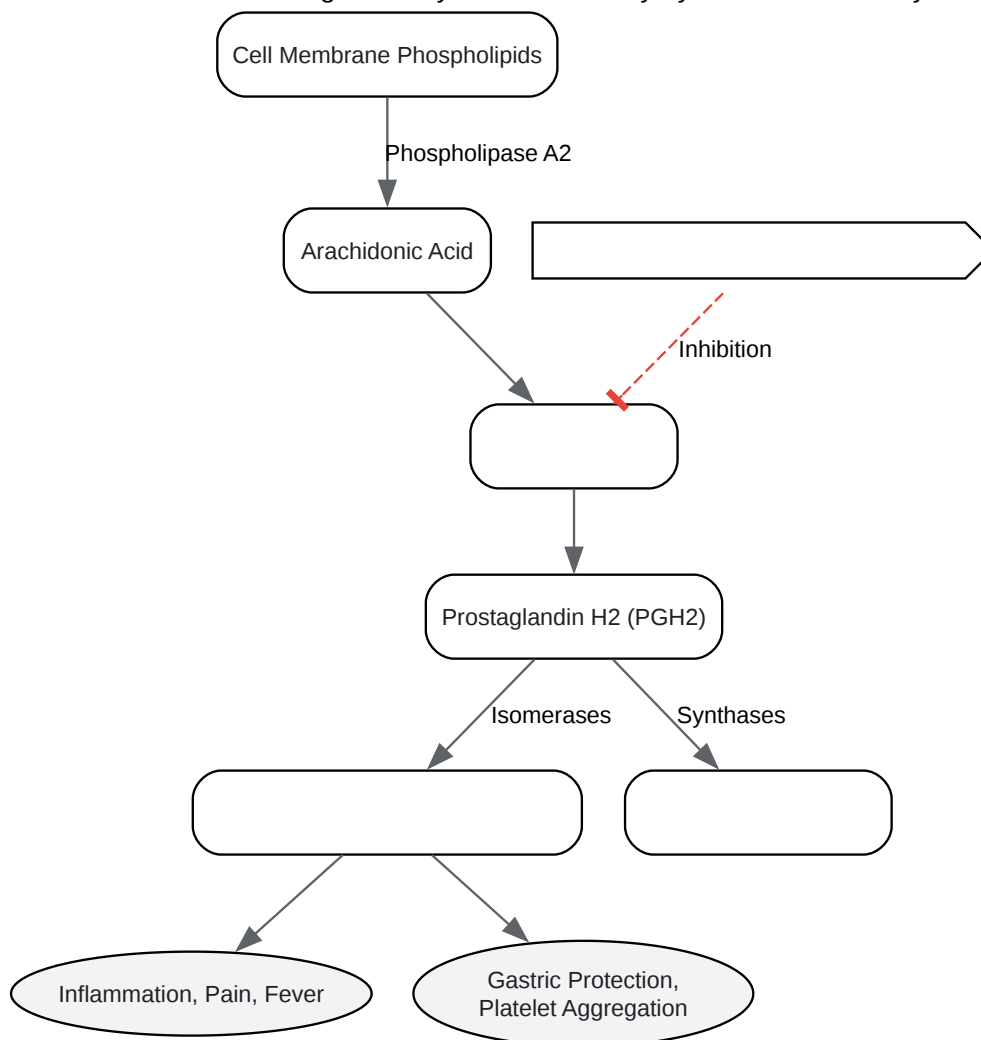 Cell Membrane Phospholipids
Phospholipase A2
Arachidonic Acid
Inhibition
Prostaglandin H2 (PGH2)
Isomerases
Synthases
Inflammation, Pain, Fever
Gastric Protection,
Platelet Aggregation